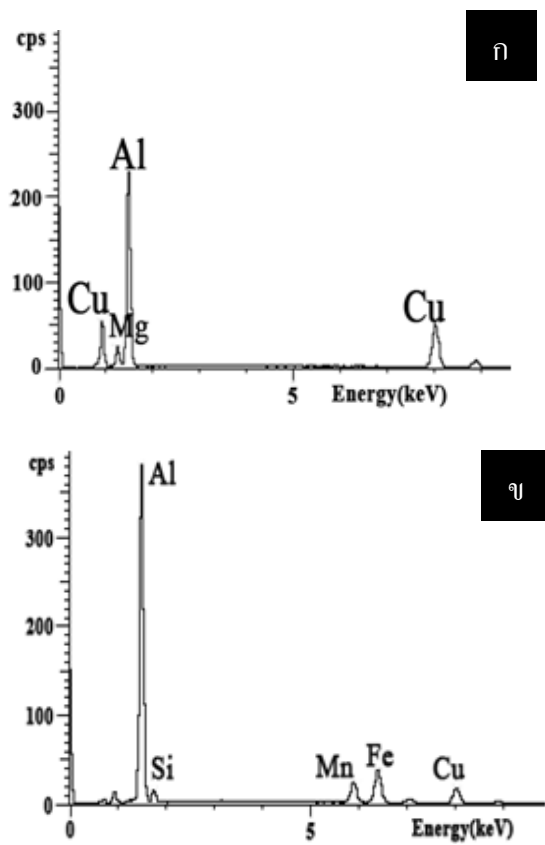 cps
ก
300
Al
200
100
Cu
Mg
Cu
0
0
5
Energy(keV)
cps
ข
Al
300
200
100
Si
Mn
Fe
Cu
0
0
5
Energy(keV)